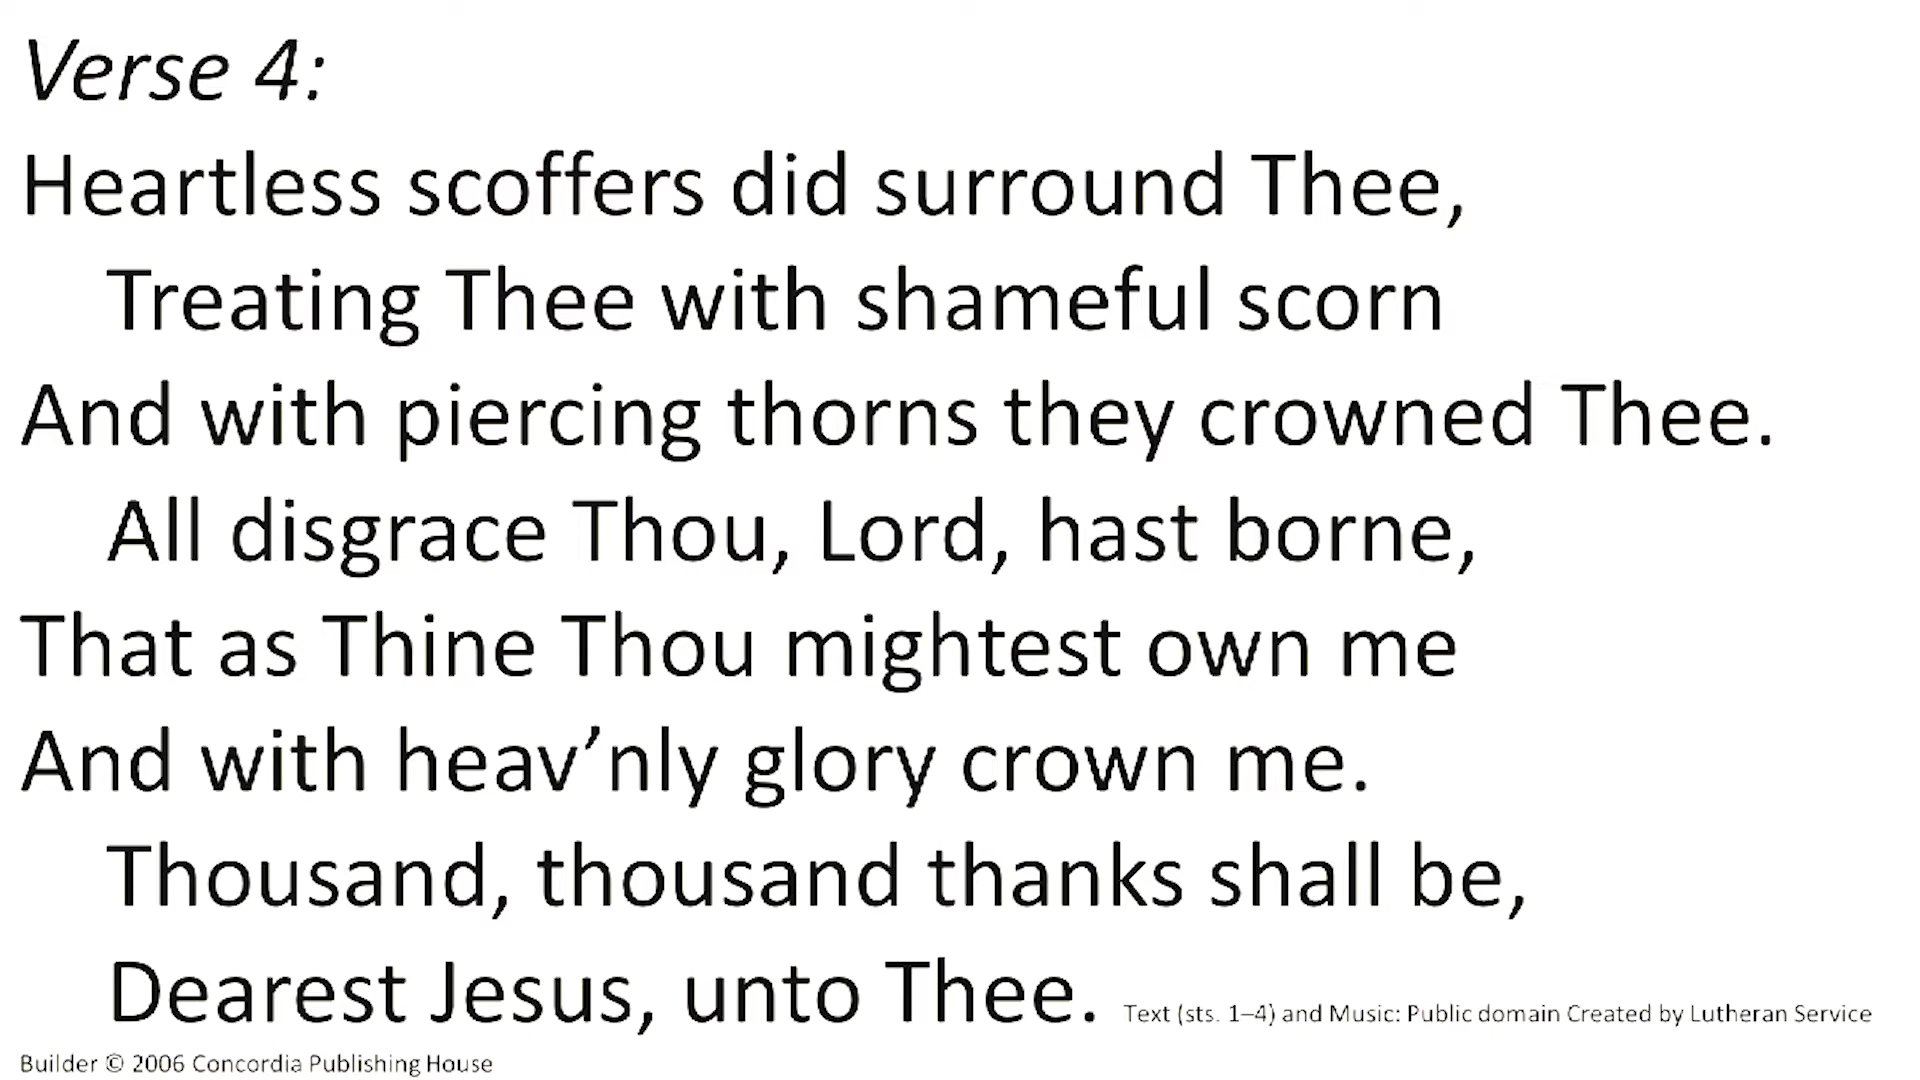 Verse 4:
Heartless scoffers did surround Thee,
Treating Thee with shameful scorn
And with piercing thorns they crowned Thee.
All disgrace Thou, Lord, hast borne,
That as Thine Thou mightest own me
And with heav’nly glory crown me.
Thousand, thousand thanks shall be,
Dearest Jesus, unto Thee. Text (sts. 1–4) and Music: Public domain Created by Lutheran Service
Builder © 2006 Concordia Publishing House